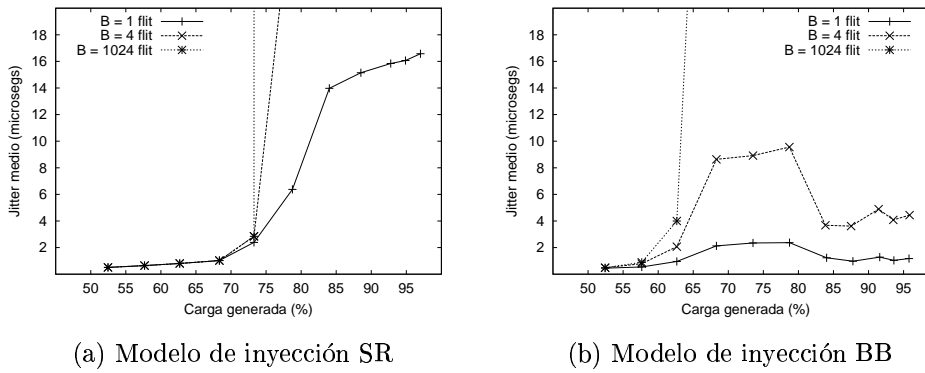 B = 1 flit
B = 4 flit
B = 1024 flit
Jitter medio (microsegs)
18
16
14
12
10
8
6
4
2
50 55 60 65 70 75 80 85 90 95
Carga generada (%)
(a) Modelo de inyección SR
B = 1 flit
B = 4 flit
B = 1024 flit
Jitter medio (microsegs)
18
16
14
12
10
8
6
4
2
50 55 60 65 70 75 80 85 90 95
Carga generada (%)
(b) Modelo de inyección BB